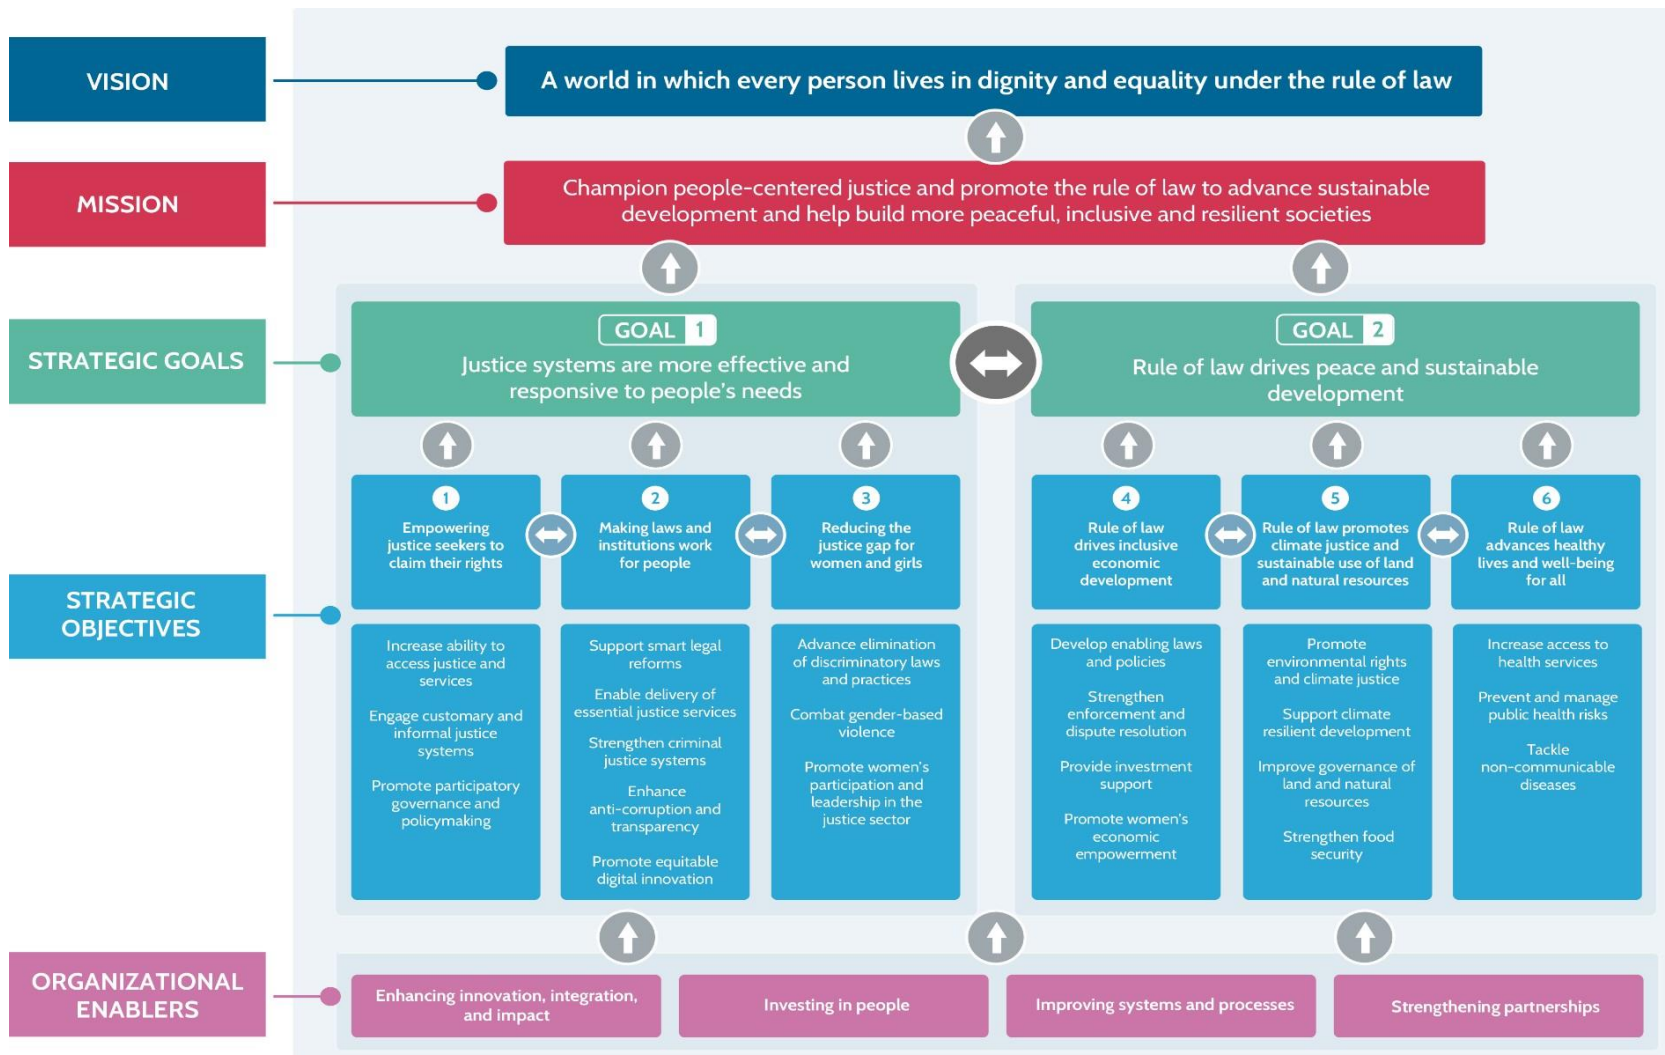 VISION
A world in which every person lives in dignity and equality under the rule of law
MISSION
Champion people-centered justice and promote the rule of law to advance sustainable
development and help build more peaceful, inclusive and resilient societies
STRATEGIC GOALS
GOAL 1
Justice systems are more effective and
responsive to people's needs
GOAL 2
Rule of law drives peace and sustainable
development
STRATEGIC
OBJECTIVES
1
Empowering
justice seekers to
claim their rights
2
Making laws and
institutions work
for people
3
Reducing the
justice gap for
women and girls
4
Rule of law
drives inclusive
economic
development
5
Rule of law promotes
climate justice and
sustainable use of land
and natural resources
6
Rule of law
advances healthy
lives and well-being
for all
Increase ability to
access justice and
services
Engage customary and
informal justice
systems
Promote participatory
governance and
policymaking
Support smart legal
reforms
Enable delivery of
essential justice services
Strengthen criminal
justice systems
Enhance
anti-corruption and
transparency
Promote equitable
digital innovation
Advance elimination
of discriminatory laws
and practices
Combat gender-based
violence
Promote women's
participation and
leadership in the
justice sector
Develop enabling laws
and policies
Strengthen
enforcement and
dispute resolution
Provide investment
support
Promote women's
economic
empowerment
Promote
environmental rights
and climate justice
Support climate
resilient development
Improve governance of
land and natural
resources
Strengthen food
security
Increase access to
health services
Prevent and manage
public health risks
Tackle
non-communicable
diseases
ORGANIZATIONAL
ENABLERS
Enhancing innovation, integration,
and impact
Investing in people
Improving systems and processes
Strengthening partnerships